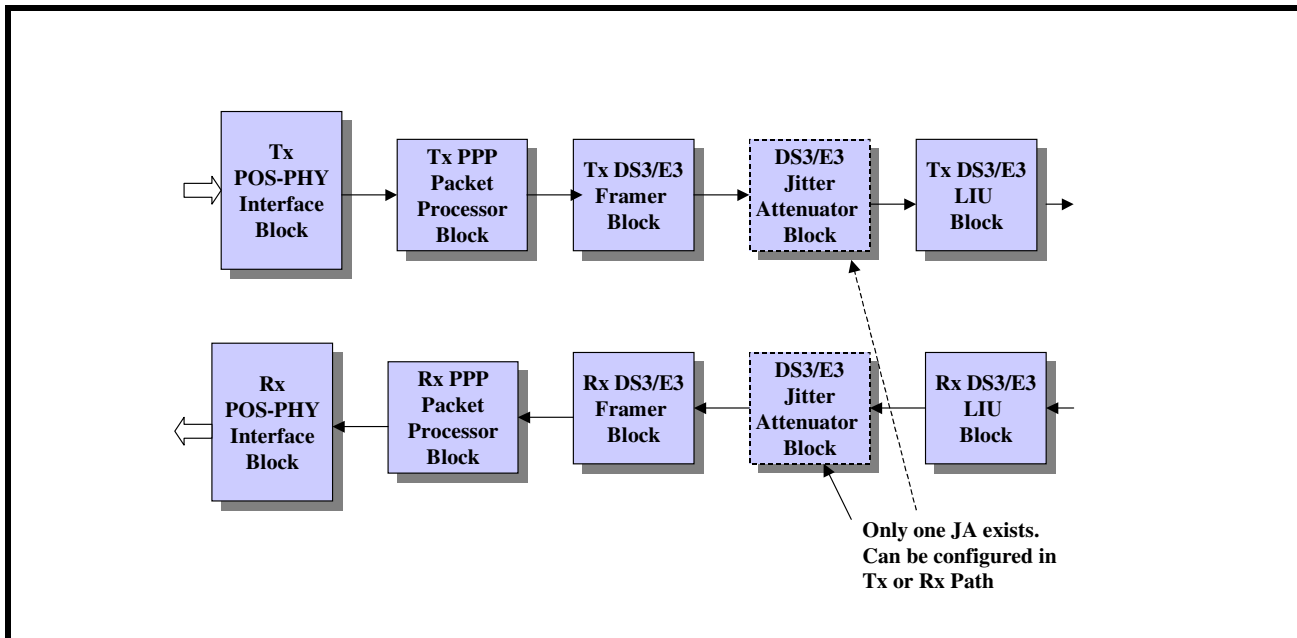 Tx
POS-PHY
Interface
Block
Tx PPP
Packet
Processor
Block
Tx DS3/E3
Framer
Block
DS3/E3
Jitter
Attenuator
Block
Tx DS3/E3
LIU
Block
Rx
POS-PHY
Interface
Block
Rx PPP
Packet
Processor
Block
Rx DS3/E3
Framer
Block
DS3/E3
Jitter
Attenuator
Block
Rx DS3/E3
LIU
Block
Only one JA exists.
Can be configured in
Tx or Rx Path